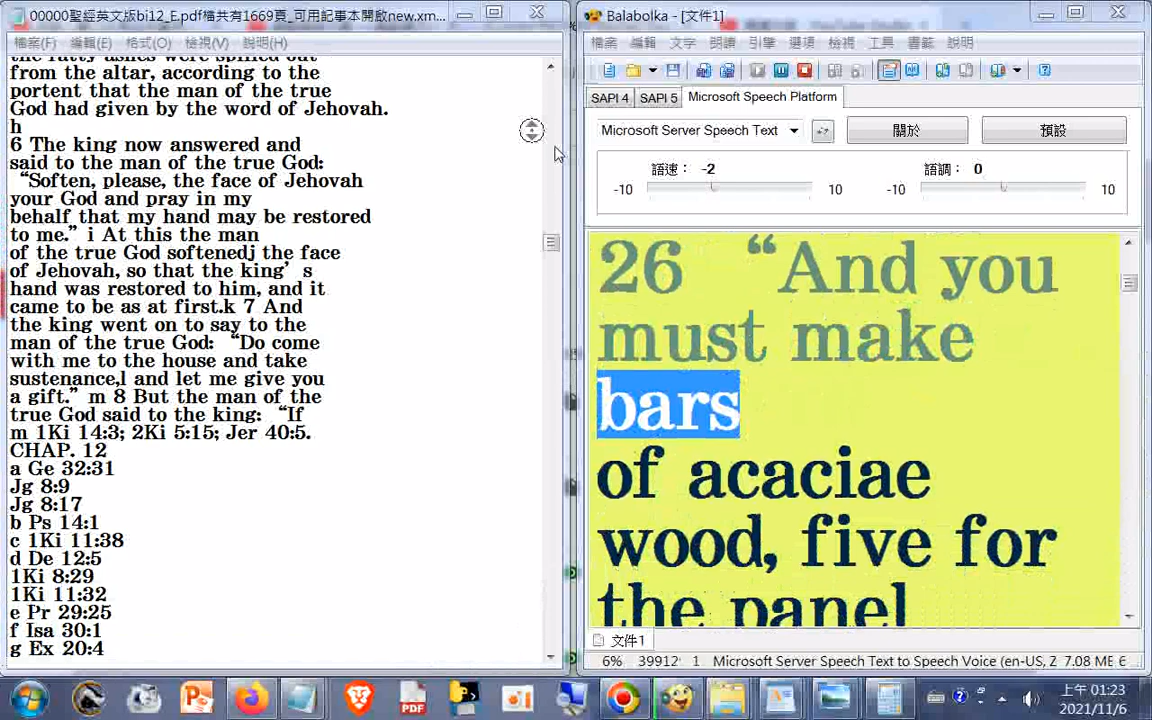 00000聖經英文版bi12_E.pdf檔共有1669頁_可用記事本開啟new.xm...
檔案(F) 編輯(E) 格式(O) 檢視(V) 說明(H)
the fatty ashes were spilled out
from the altar, according to the
portent that the man of the true
God had given by the word of Jehovah.
h
6 The king now answered and
said to the man of the true God:
“Soften, please, the face of Jehovah
your God and pray in my
behalf that my hand may be restored
to me.” i At this the man
of the true God softenedj the face
of Jehovah, so that the king’s
hand was restored to him, and it
came to be as at first.k 7 And
the king went on to say to the
man of the true God: “Do come
with me to the house and take
sustenance,l and let me give you
a gift.” m 8 But the man of the
true God said to the king: “If
m 1Ki 14:3; 2Ki 5:15; Jer 40:5.
CHAP. 12
a Ge 32:31
Jg 8:9
Jg 8:17
b Ps 14:1
c 1Ki 11:38
d De 12:5
1Ki 8:29
1Ki 11:32
e Pr 29:25
f Isa 30:1
g Ex 20:4
Balabolka - [文件1]
檔案 編輯 文字 朗讀 引擎 選項 檢視 工具 書籤 說明
SAPI 4 SAPI 5 Microsoft Speech Platform
Microsoft Server Speech Text 關於 預設
語速： -2 語調： 0
-10 10 -10 10
26 “And you
must make
bars
of acaciae
wood, five for
the panel
文件1
6% 39912 1 Microsoft Server Speech Text to Speech Voice (en-US, Z 7.08 ME 6
PDF
上午 01:23
2021/11/6